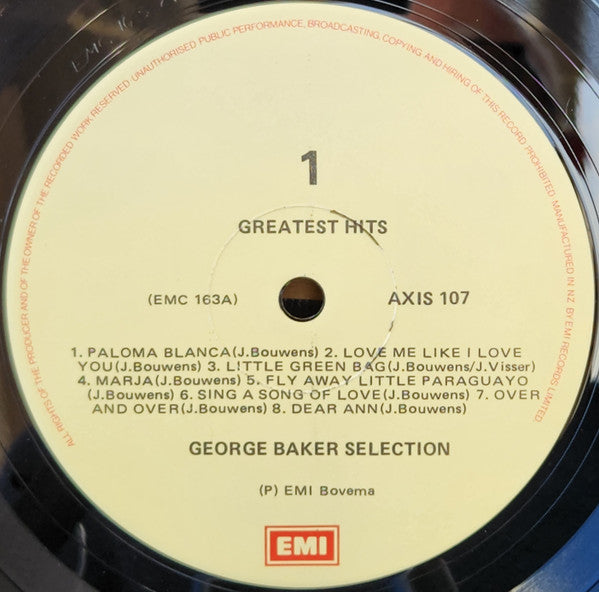 ALL RIGHTS OF THE PRODUCER AND OF THE OWNER OF THE RECORDED WORK RESERVED. UNAUTHORISED PUBLIC PERFORMANCE, BROADCASTING, COPYING AND HIRING OF THIS RECORD PROHIBITED. MANUFACTURED IN N.Z. BY EMI RECORDS LIMITED.
1
GREATEST HITS
(EMC 163A)
AXIS 107
1. PALOMA BLANCA(J.Bouwens) 2. LOVE ME LIKE I LOVE
YOU(J.Bouwens) 3. LITTLE GREEN BAG(J.Bouwens/J.Visser)
4. MARJA(J.Bouwens) 5. FLY AWAY LITTLE PARAGUAYO
(J.Bouwens) 6. SING A SONG OF LOVE(J.Bouwens) 7. OVER
AND OVER(J.Bouwens) 8. DEAR ANN(J.Bouwens)
GEORGE BAKER SELECTION
(P) EMI Bovema
EMI